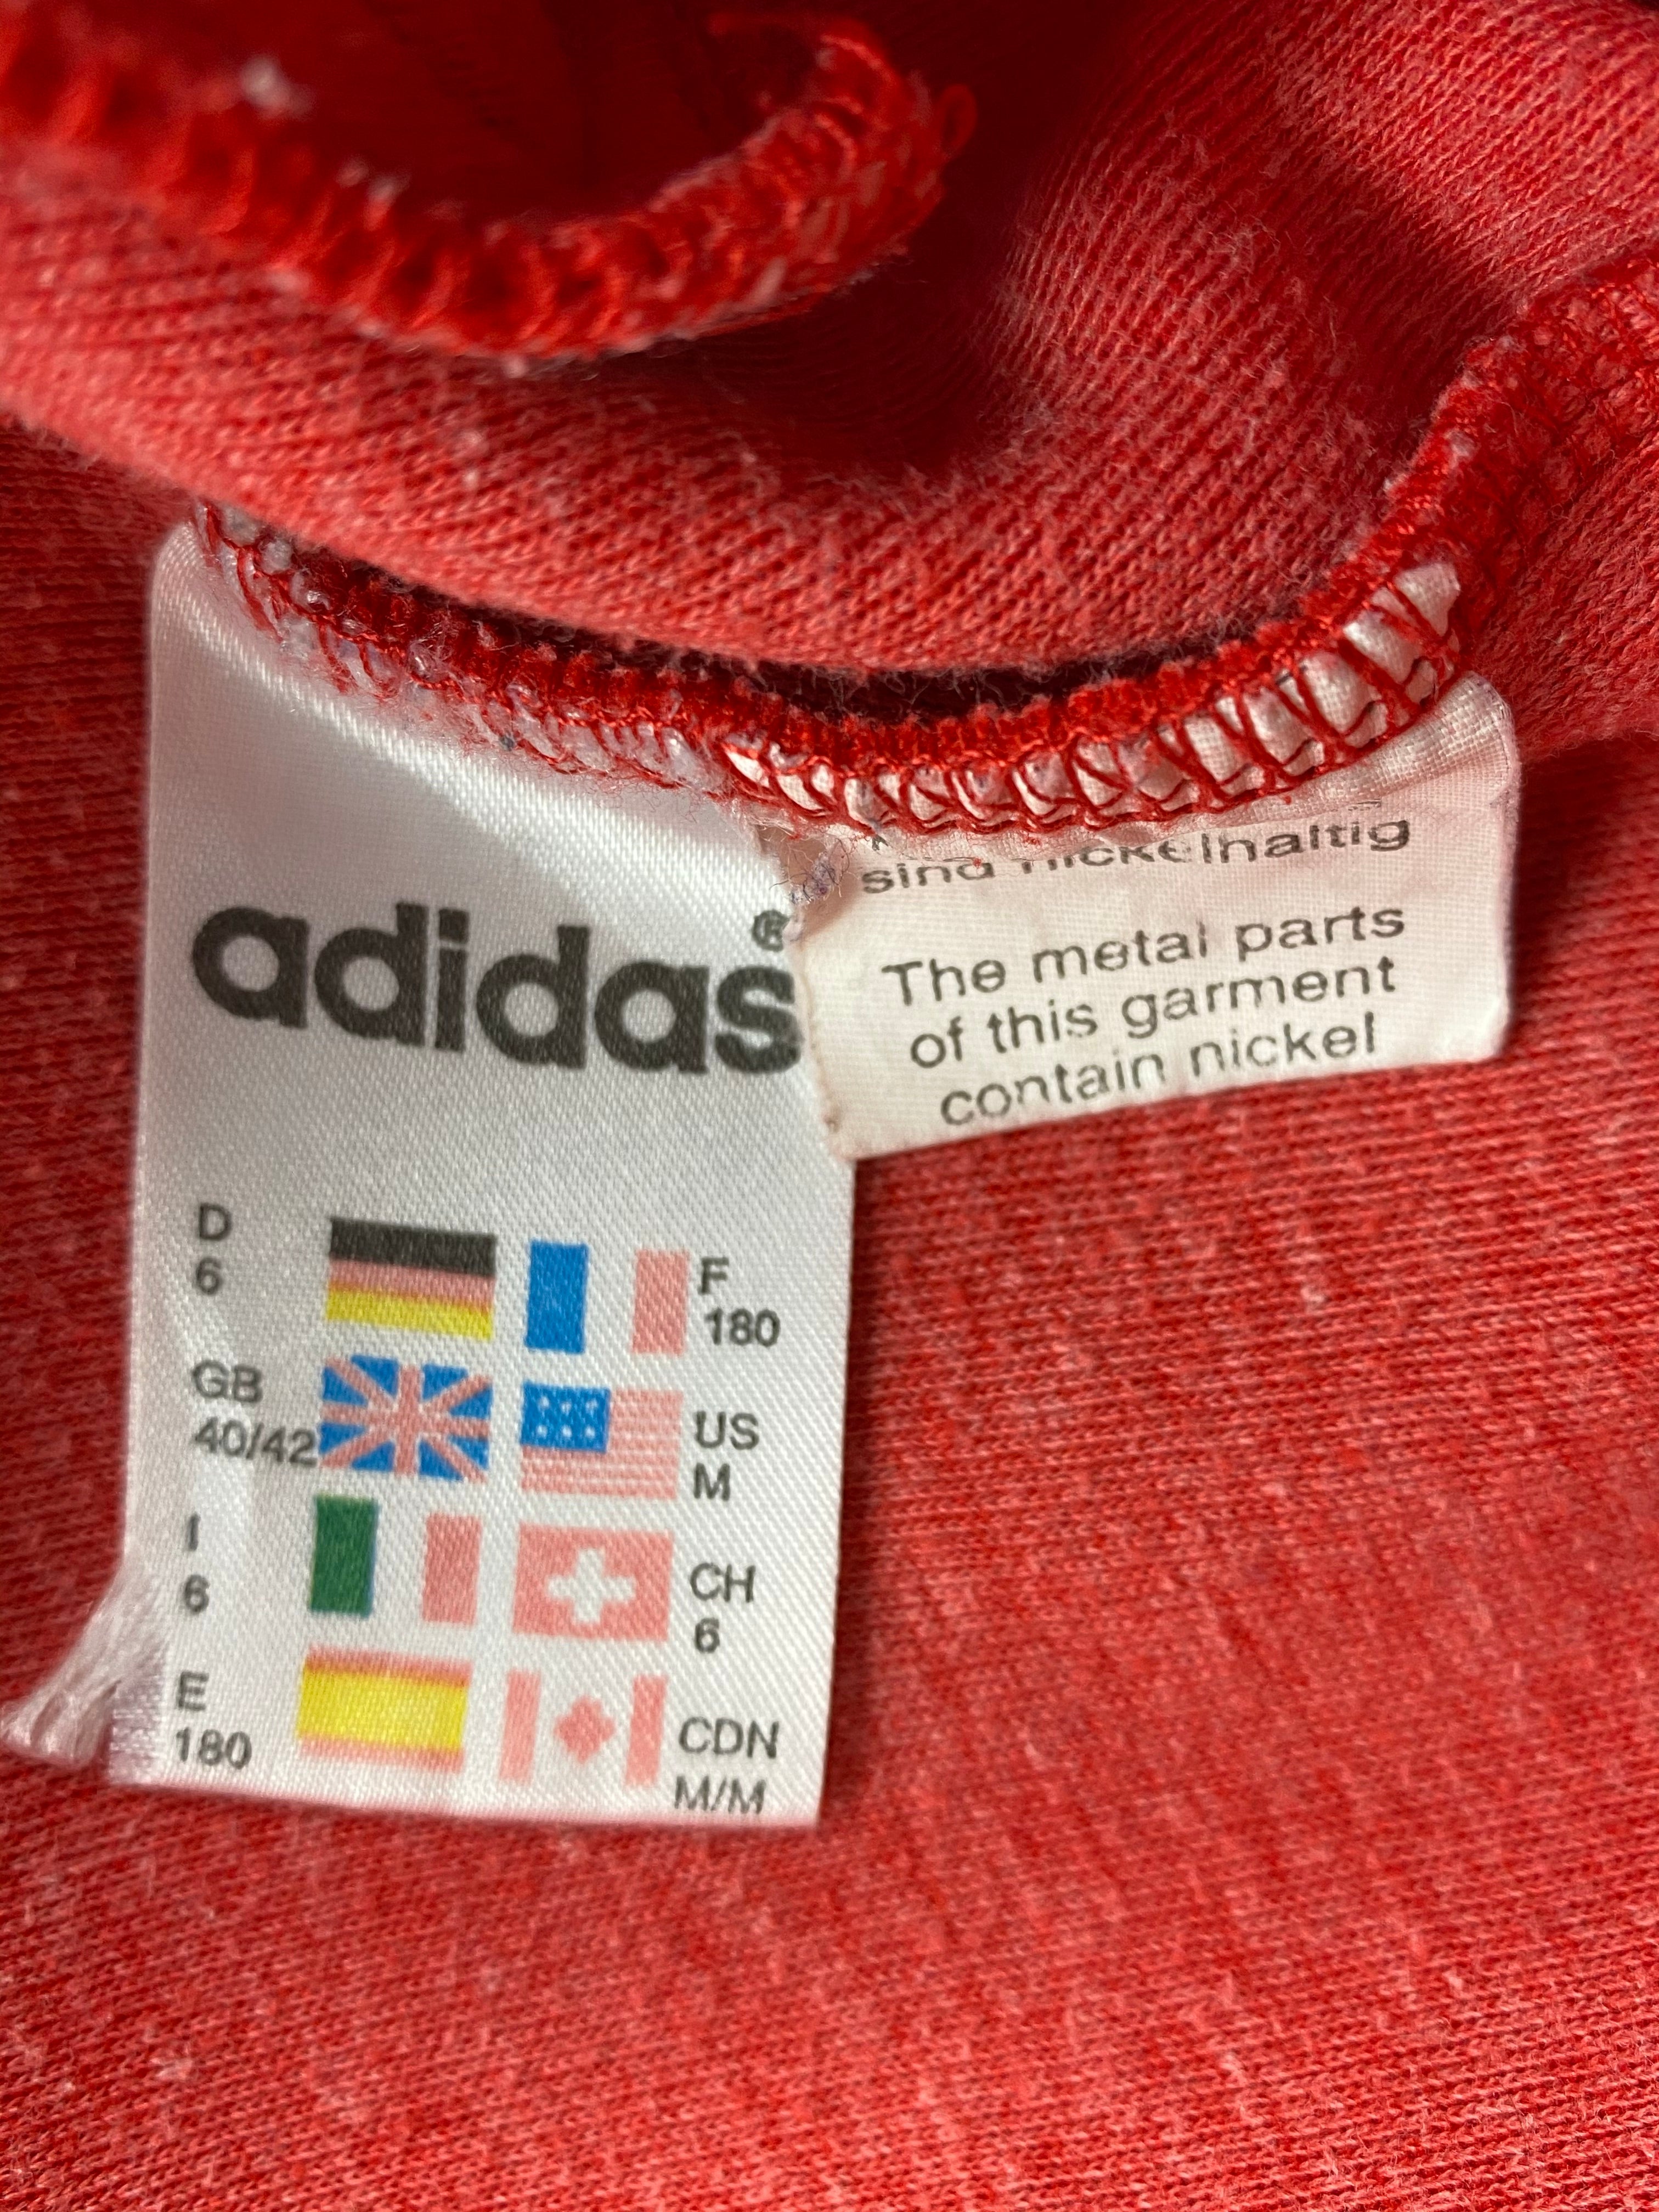 adidas®
D
6
F
180
GB
40/42
US
M
I
6
CH
6
E
180
CDN
M/M
sind nickelhaltig
The metal parts
of this garment
contain nickel